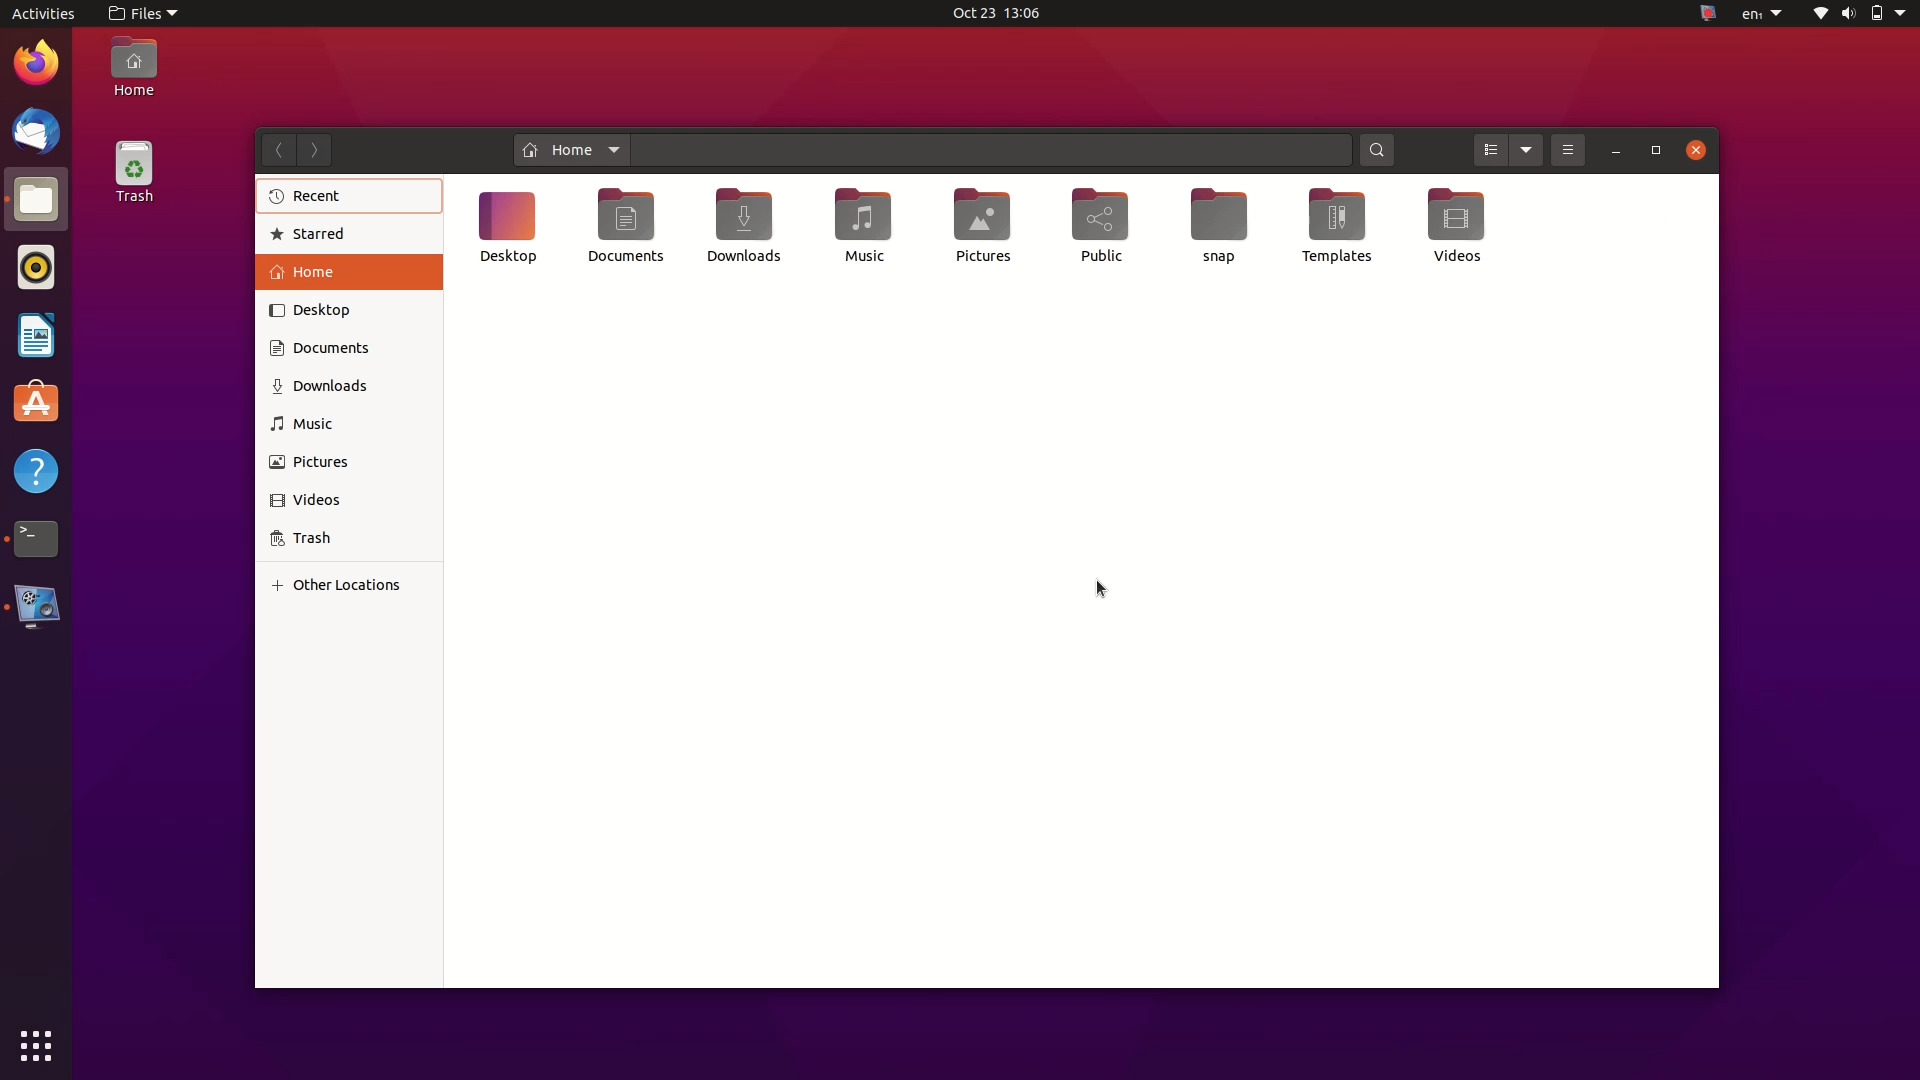 Activities
Files
Oct 23 13:06
en₁
Home
Trash
Home
Recent
Starred
Home
Desktop
Documents
Downloads
Music
Pictures
Videos
Trash
Other Locations
Desktop
Documents
Downloads
Music
Pictures
Public
snap
Templates
Videos